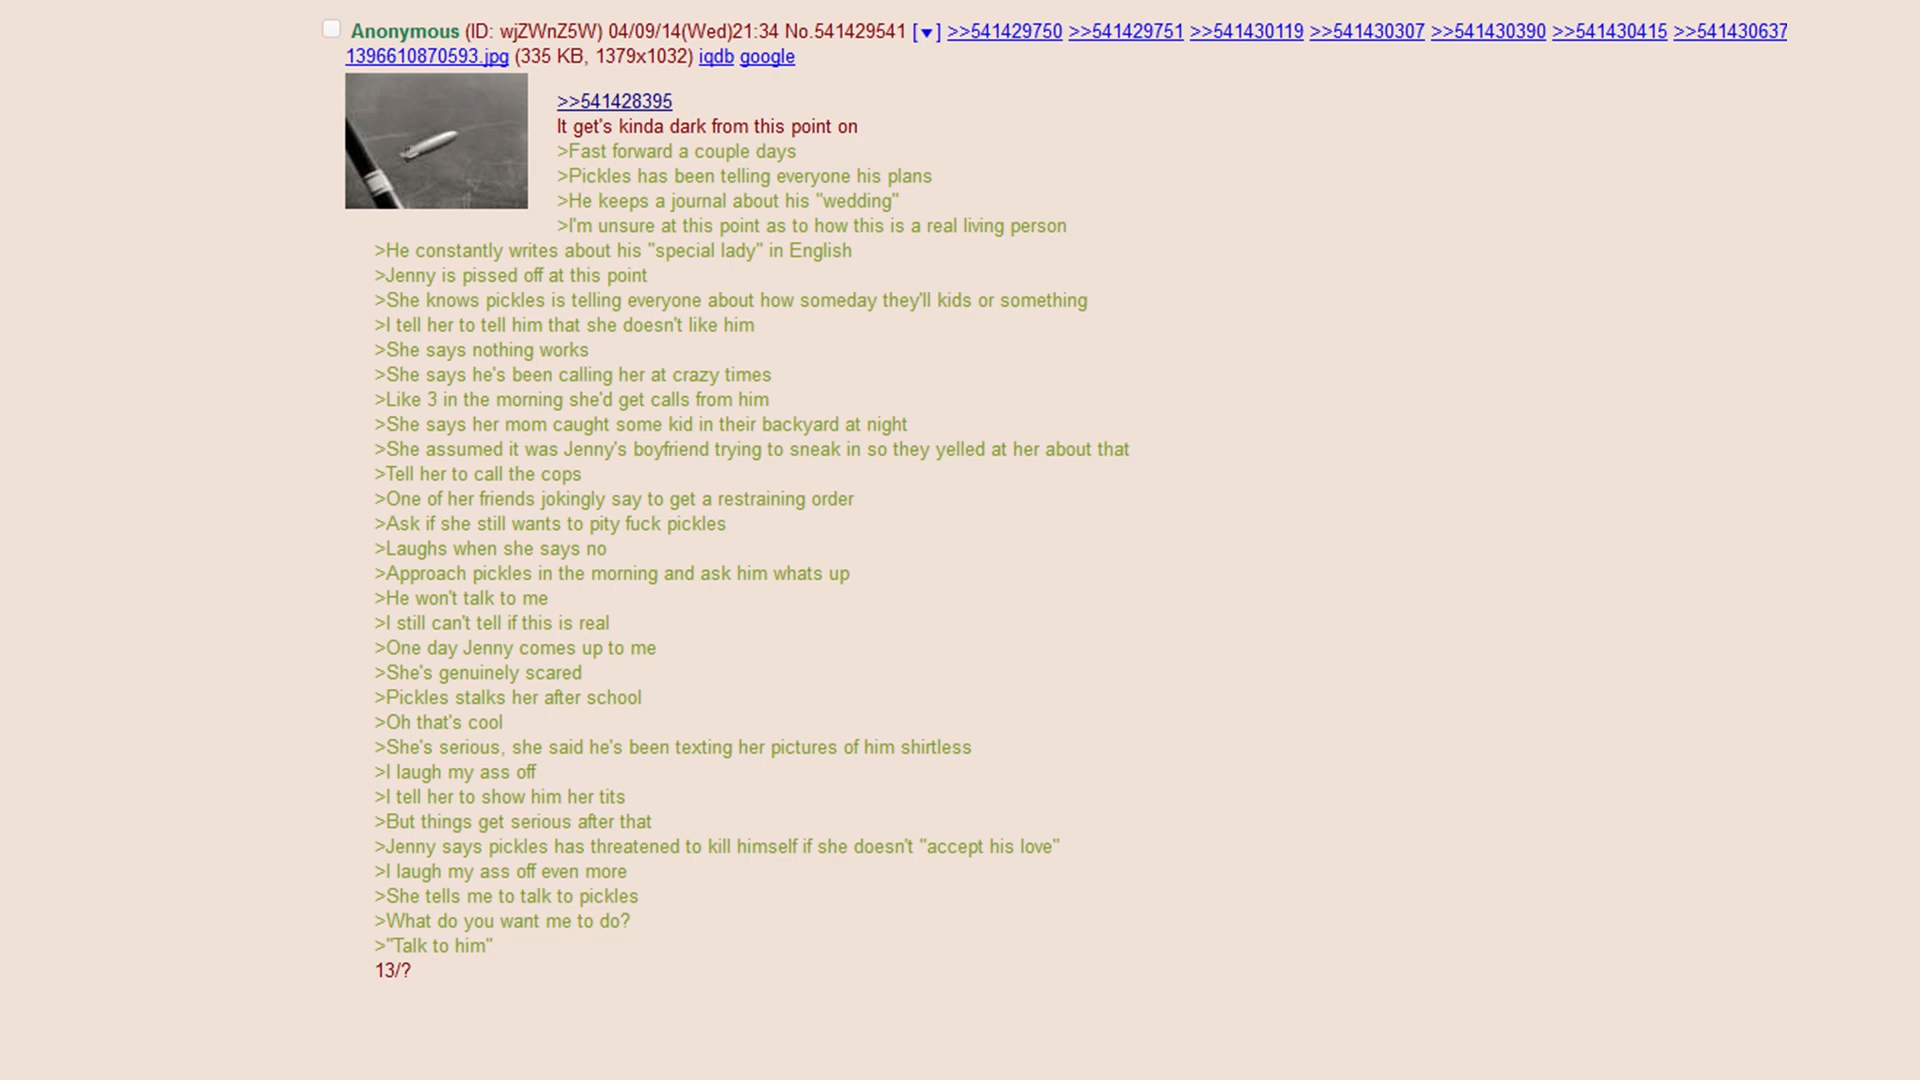 Anonymous (ID: wjZWnZ5W) 04/09/14(Wed)21:34 No.541429541 [▼] >>541429750 >>541429751 >>541430119 >>541430307 >>541430390 >>541430415 >>541430637
1396610870593.jpg (335 KB, 1379x1032) iqdb google
>>541428395
It get's kinda dark from this point on
>Fast forward a couple days
>Pickles has been telling everyone his plans
>He keeps a journal about his "wedding"
>I'm unsure at this point as to how this is a real living person
>He constantly writes about his "special lady" in English
>Jenny is pissed off at this point
>She knows pickles is telling everyone about how someday they'll kids or something
>I tell her to tell him that she doesn't like him
>She says nothing works
>She says he's been calling her at crazy times
>Like 3 in the morning she'd get calls from him
>She says her mom caught some kid in their backyard at night
>She assumed it was Jenny's boyfriend trying to sneak in so they yelled at her about that
>Tell her to call the cops
>One of her friends jokingly say to get a restraining order
>Ask if she still wants to pity fuck pickles
>Laughs when she says no
>Approach pickles in the morning and ask him whats up
>He won't talk to me
>I still can't tell if this is real
>One day Jenny comes up to me
>She's genuinely scared
>Pickles stalks her after school
>Oh that's cool
>She's serious, she said he's been texting her pictures of him shirtless
>I laugh my ass off
>I tell her to show him her tits
>But things get serious after that
>Jenny says pickles has threatened to kill himself if she doesn't "accept his love"
>I laugh my ass off even more
>She tells me to talk to pickles
>What do you want me to do?
>"Talk to him"
13/?